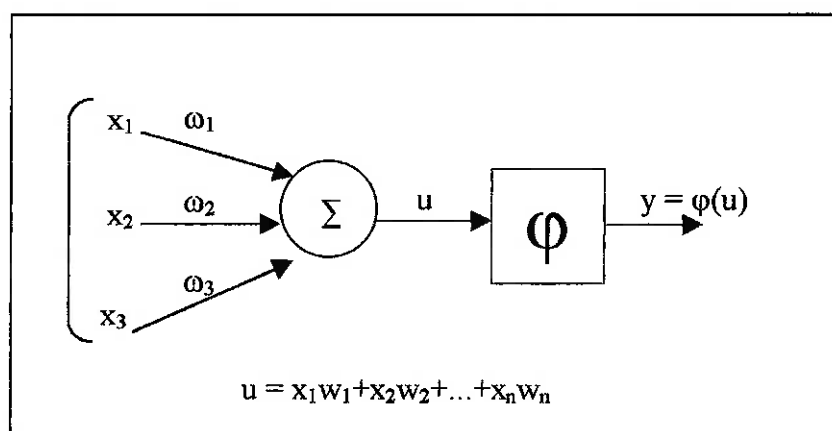 x₁ ω₁
x₂ ω₂ Σ u φ y = φ(u)
x₃ ω₃
u = x₁w₁+x₂w₂+...+xₙwₙ